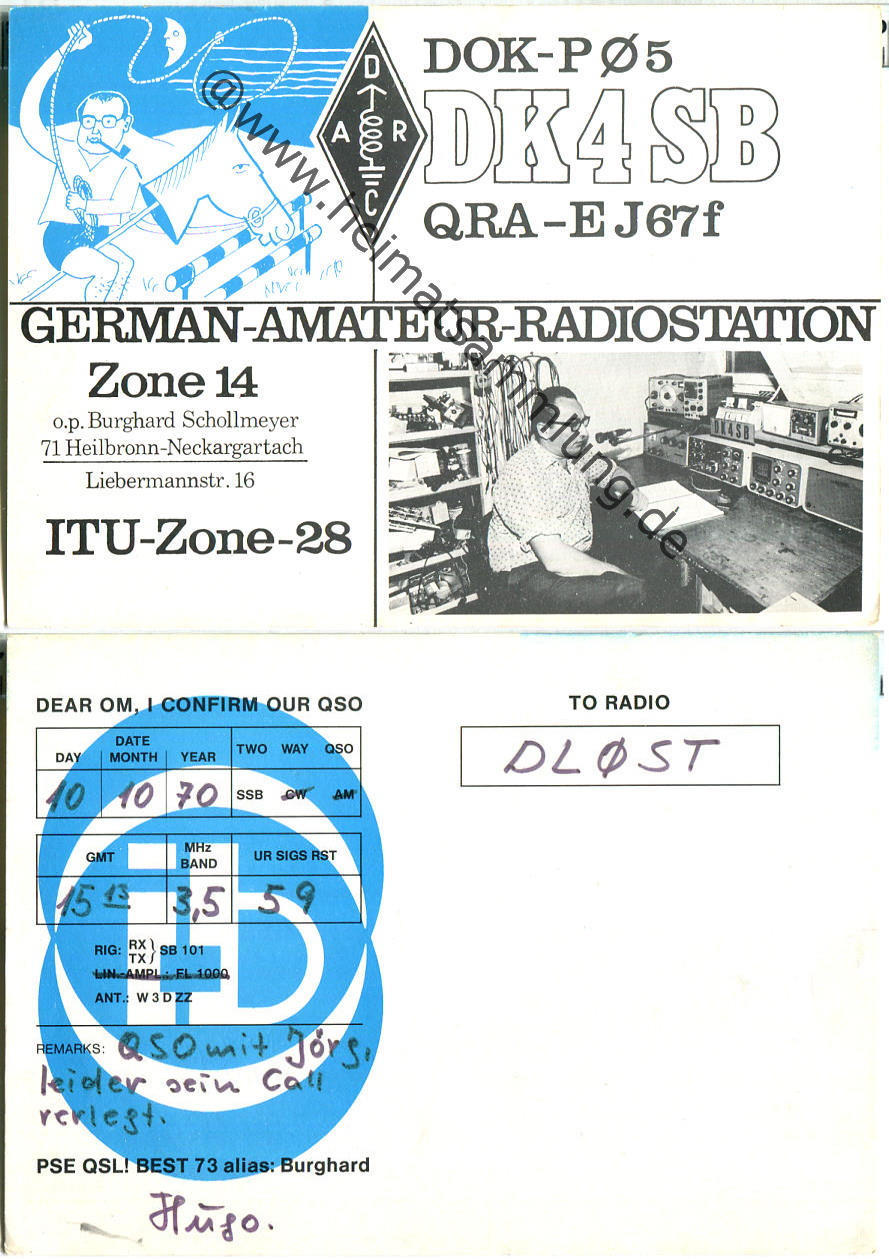 DOK-PØ5
DARC
DK4SB
QRA-EJ67f
GERMAN-AMATEUR-RADIOSTATION
Zone 14
o.p. Burghard Schollmeyer
71 Heilbronn-Neckargartach
Liebermannstr. 16
ITU-Zone-28
DK4SB
@www.heimatsammlung.de
DEAR OM, I CONFIRM OUR QSO
TO RADIO
DLØST
DAY DATE MONTH YEAR TWO WAY QSO
10 10 70 SSB CW AM
GMT MHz BAND UR SIGS RST
15 13 3,5 59
RIG: RX TX } SB 101
LIN.-AMPL.: FL 1000
ANT.: W3DZZ
REMARKS: QSO mit Jörg,
leider sein Call
verlegt.
PSE QSL! BEST 73 alias: Burghard
Hugo.